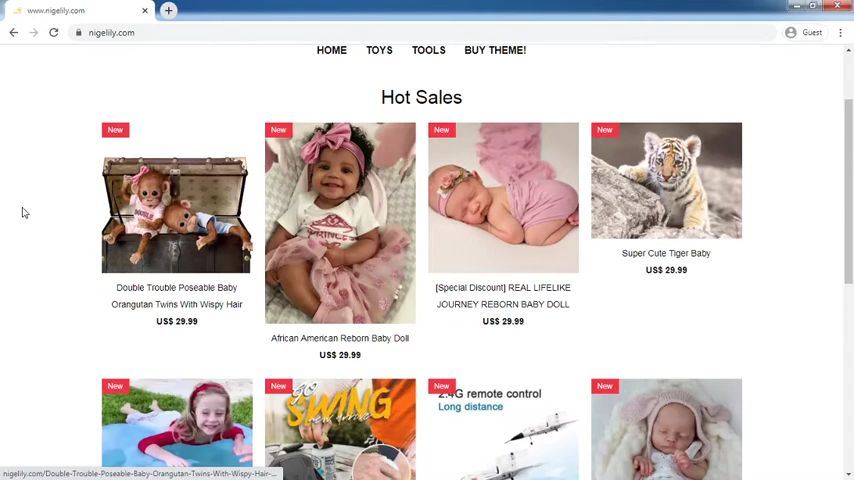 www.nigelily.com
nigelily.com
Guest
HOME TOYS TOOLS BUY THEME!
Hot Sales
New
New
New
New
Double Trouble Poseable Baby
Orangutan Twins With Wispy Hair
US$ 29.99
African American Reborn Baby Doll
US$ 29.99
[Special Discount] REAL LIFELIKE
JOURNEY REBORN BABY DOLL
US$ 29.99
Super Cute Tiger Baby
US$ 29.99
New
New
New
New
go
SWING
2.4G remote control
Long distance
nigelily.com/Double-Trouble-Poseable-Baby-Orangutan-Twins-With-Wispy-Hair-...